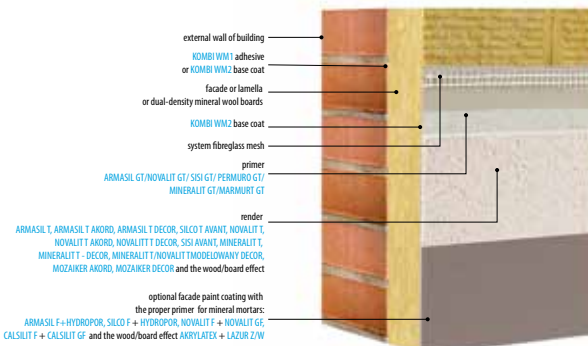 external wall of building
KOMBI WM1 adhesive
or KOMBI WM2 base coat
facade or lamella
or dual-density mineral wool boards
KOMBI WM2 base coat
system fibreglass mesh
primer
ARMASIL GT/NOVALIT GT/ SISI GT/ PERMURO GT/
MINERALIT GT/MARMURT GT
render
ARMASIL T, ARMASIL T AKORD, ARMASIL T DECOR, SILCO T AVANT, NOVALIT T,
NOVALIT T AKORD, NOVALITT T DECOR, SISI AVANT, MINERALIT T,
MINERALIT T - DECOR, MINERALIT T/NOVALIT TMODELOWANY DECOR,
MOZAIKER AKORD, MOZAIKER DECOR and the wood/board effect
optional facade paint coating with
the proper primer for mineral mortars:
ARMASIL F+HYDROPOR, SILCO F + HYDROPOR, NOVALIT F + NOVALIT GF,
CALSILIT F + CALSILIT GF and the wood/board effect AKRYLATEX + LAZUR Z/W